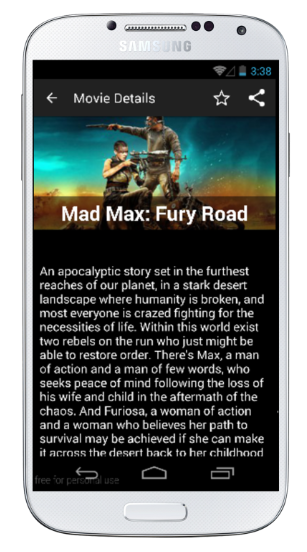 SAMSUNG
3:38
Movie Details
Mad Max: Fury Road
An apocalyptic story set in the furthest
reaches of our planet, in a stark desert
landscape where humanity is broken, and
most everyone is crazed fighting for the
necessities of life. Within this world exist
two rebels on the run who just might be
able to restore order. There's Max, a man
of action and a man of few words, who
seeks peace of mind following the loss of
his wife and child in the aftermath of the
chaos. And Furiosa, a woman of action
and a woman who believes her path to
survival may be achieved if she can make
it across the desert back to her childhood
free for personal use